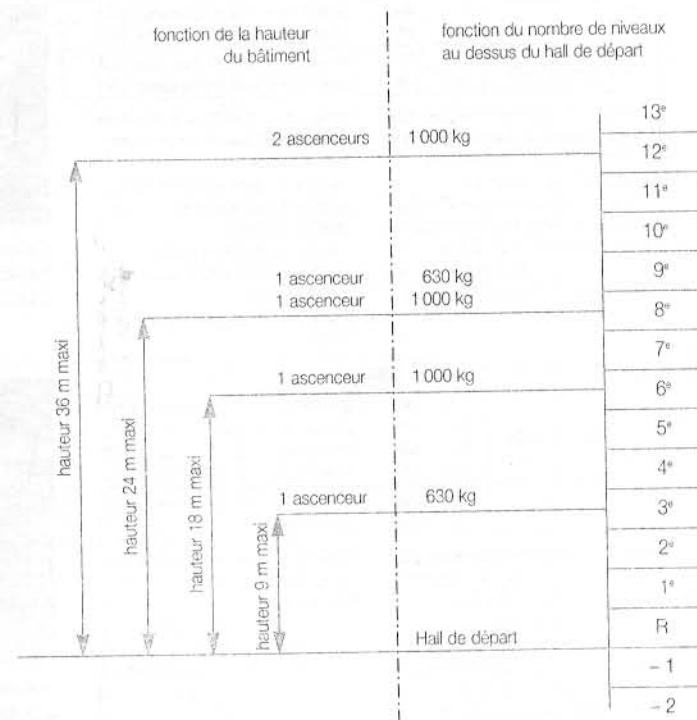 fonction de la hauteur
du bâtiment
fonction du nombre de niveaux
au dessus du hall de départ
13e
2 ascenceurs 1 000 kg
12e
11e
10e
9e
1 ascenceur 630 kg
1 ascenceur 1 000 kg
8e
7e
1 ascenceur 1 000 kg
6e
5e
4e
1 ascenceur 630 kg
3e
2e
1e
R
hauteur 36 m maxi
hauteur 24 m maxi
hauteur 18 m maxi
hauteur 9 m maxi
Hall de départ
– 1
– 2